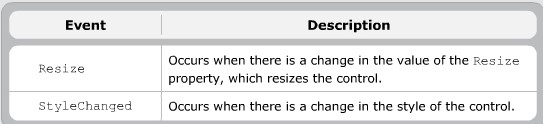 Event Description
Resize Occurs when there is a change in the value of the Resize
property, which resizes the control.
StyleChanged Occurs when there is a change in the style of the control.